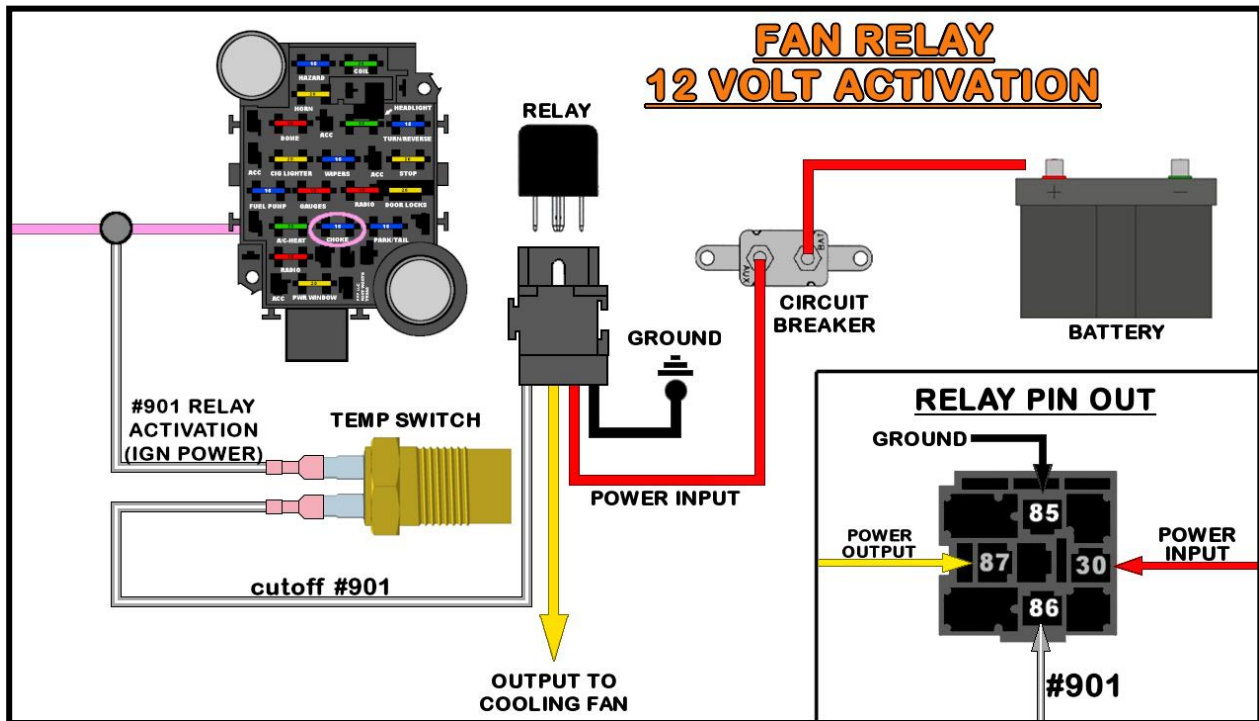 FAN RELAY
12 VOLT ACTIVATION
HAZARD
COIL
HORN
HEADLIGHT
DOME
ACC
TURN/REVERSE
ACC
CIG LIGHTER
WIPERS
ACC
STOP
FUEL PUMP
GAUGES
RADIO
DOOR LOCKS
A/C-HEAT
CHOKE
PARK/TAIL
RADIO
ACC
PWR WINDOW
RELAY
BAT
AUX
CIRCUIT
BREAKER
+
-
BATTERY
GROUND
#901 RELAY
ACTIVATION
(IGN POWER)
TEMP SWITCH
POWER INPUT
cutoff #901
OUTPUT TO
COOLING FAN
RELAY PIN OUT
GROUND
85
POWER
OUTPUT
87
30
POWER
INPUT
86
#901